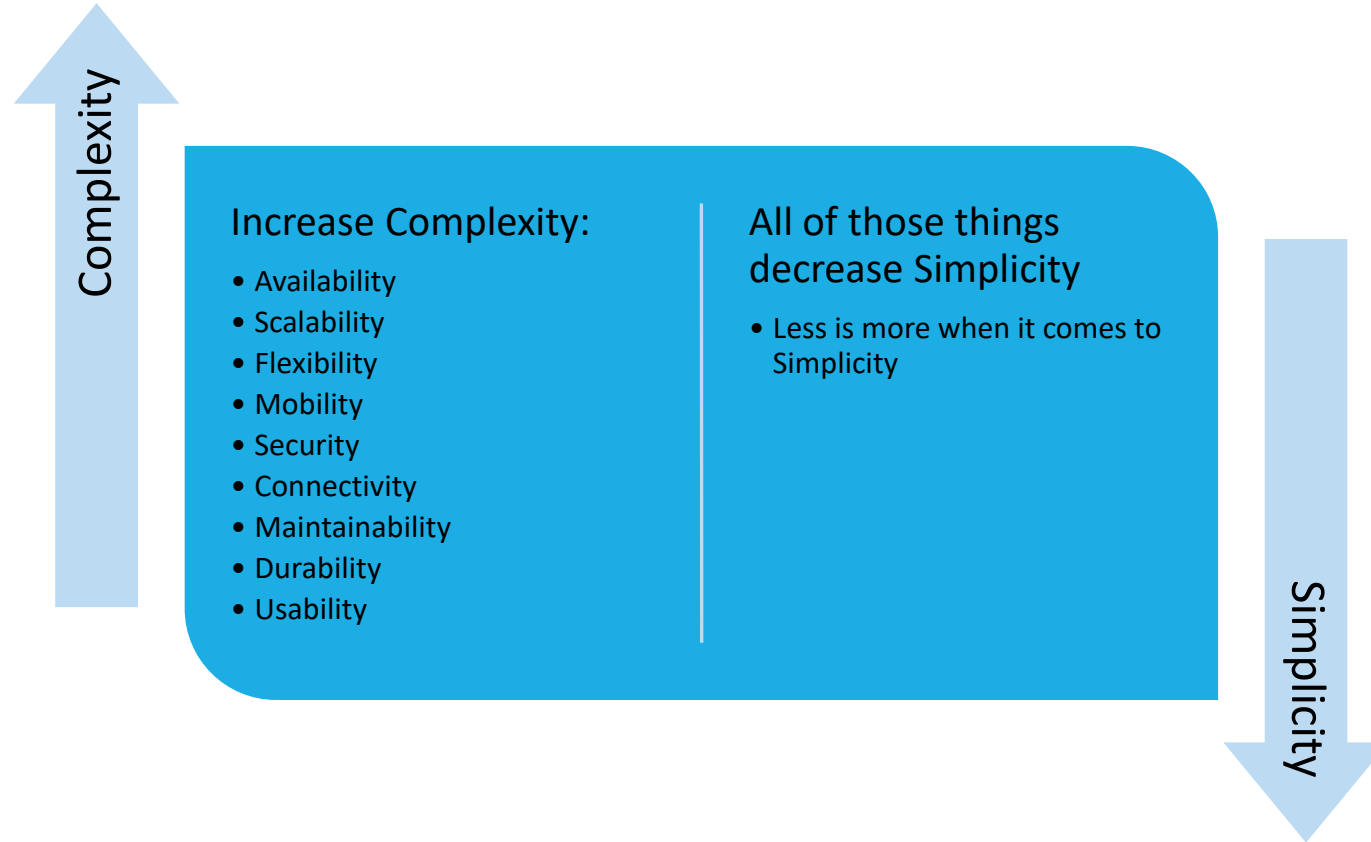 Complexity
Increase Complexity:
• Availability
• Scalability
• Flexibility
• Mobility
• Security
• Connectivity
• Maintainability
• Durability
• Usability
All of those things
decrease Simplicity
• Less is more when it comes to
Simplicity
Simplicity